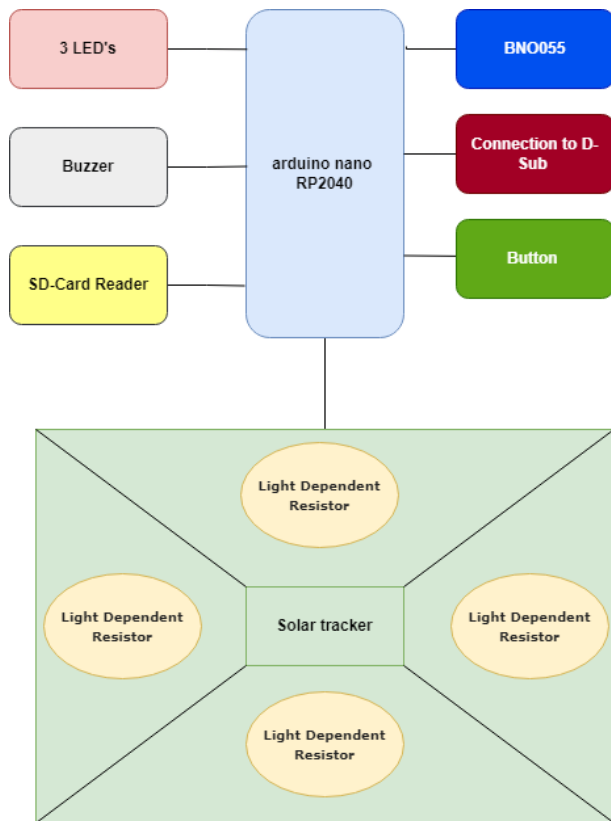 3 LED's
BNO055
Buzzer
arduino nano
RP2040
Connection to D-
Sub
SD-Card Reader
Button
Light Dependent
Resistor
Light Dependent
Resistor
Solar tracker
Light Dependent
Resistor
Light Dependent
Resistor